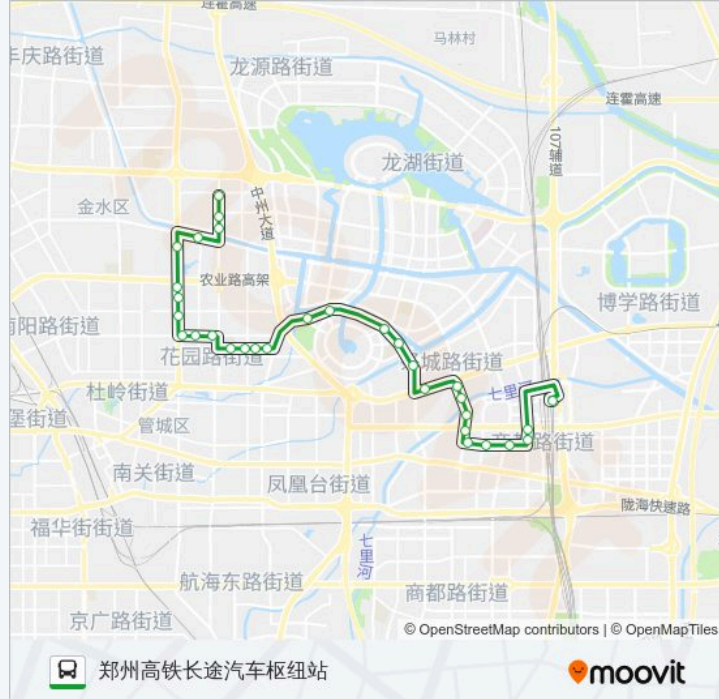 连霍高速
丰庆路街道
马林村
龙源路街道
连霍高速
107辅道
龙湖街道
金水区
中州大道
农业路高架
博学路街道
南阳路街道
花园路街道
城路街道
杜岭街道
七里河
堡街道
管城区
商都路街道
南关街道
凤凰台街道
陇海快速路
福华街街道
七里河
航海东路街道
商都路街道
京广路街道
© OpenStreetMap contributors | © OpenMapTiles
郑州高铁长途汽车枢纽站
moovit